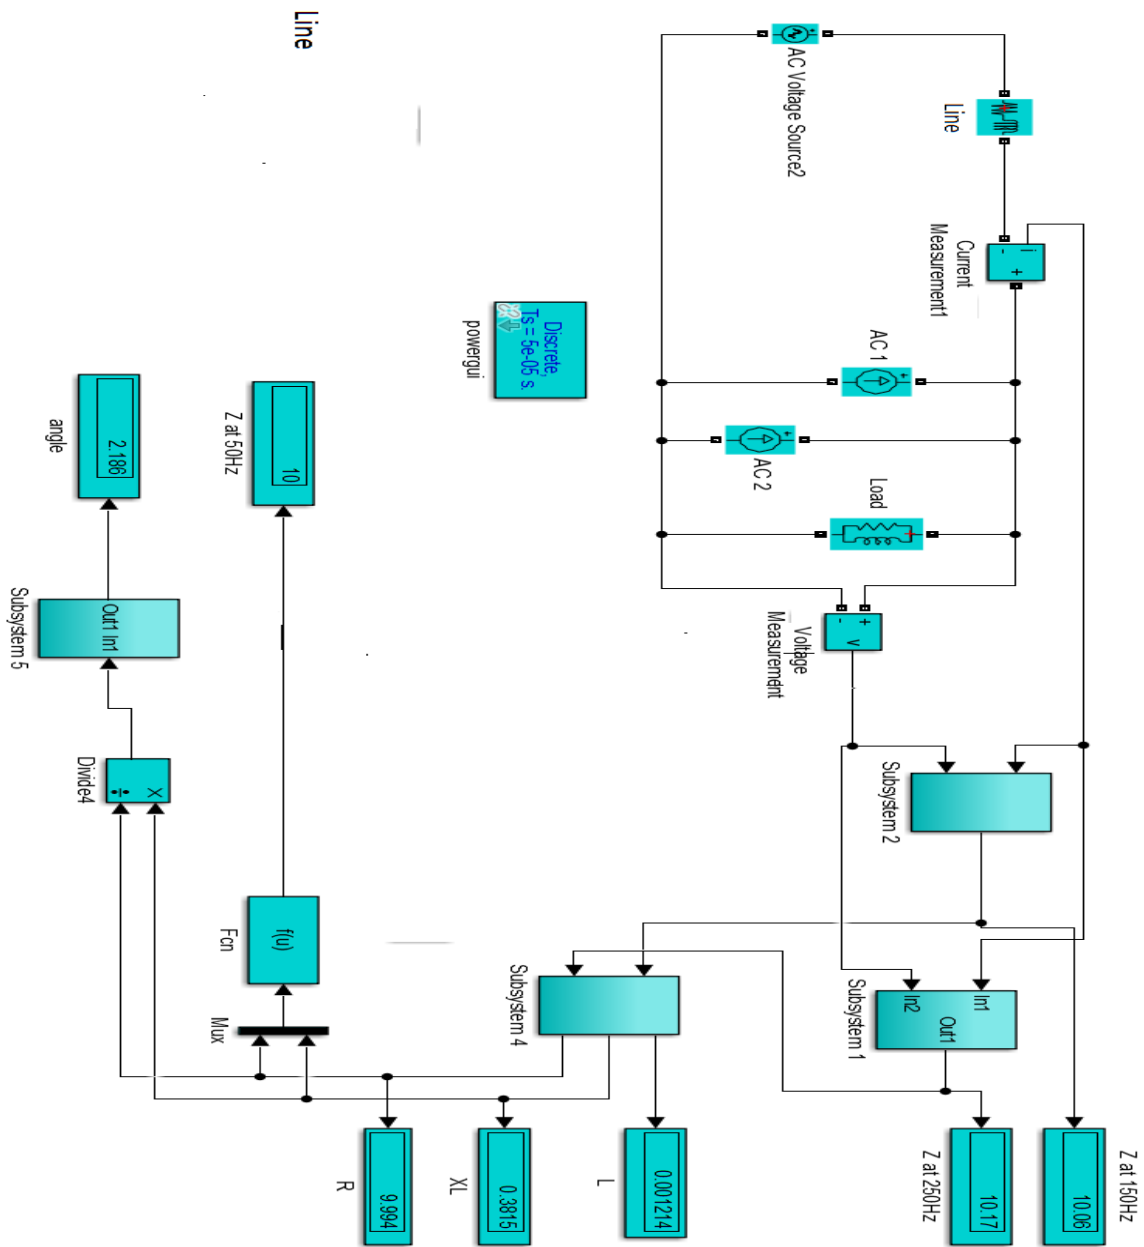 Line
AC Voltage Source2
Line
Current
Measurement1
i
+
-
AC 1
AC 2
Load
Discrete,
Ts = 5e-05 s.
powergui
Voltage
Measurement
+
-
v
Subsystem 2
In1
In2
Out1
Subsystem 1
Z at 150Hz
10.06
Z at 250Hz
10.17
Subsystem 4
L
0.001214
XL
0.3815
R
9.994
Mux
f(u)
Fcn
Z at 50Hz
10
X
÷
Divide4
Out1 In1
Subsystem 5
angle
2.186